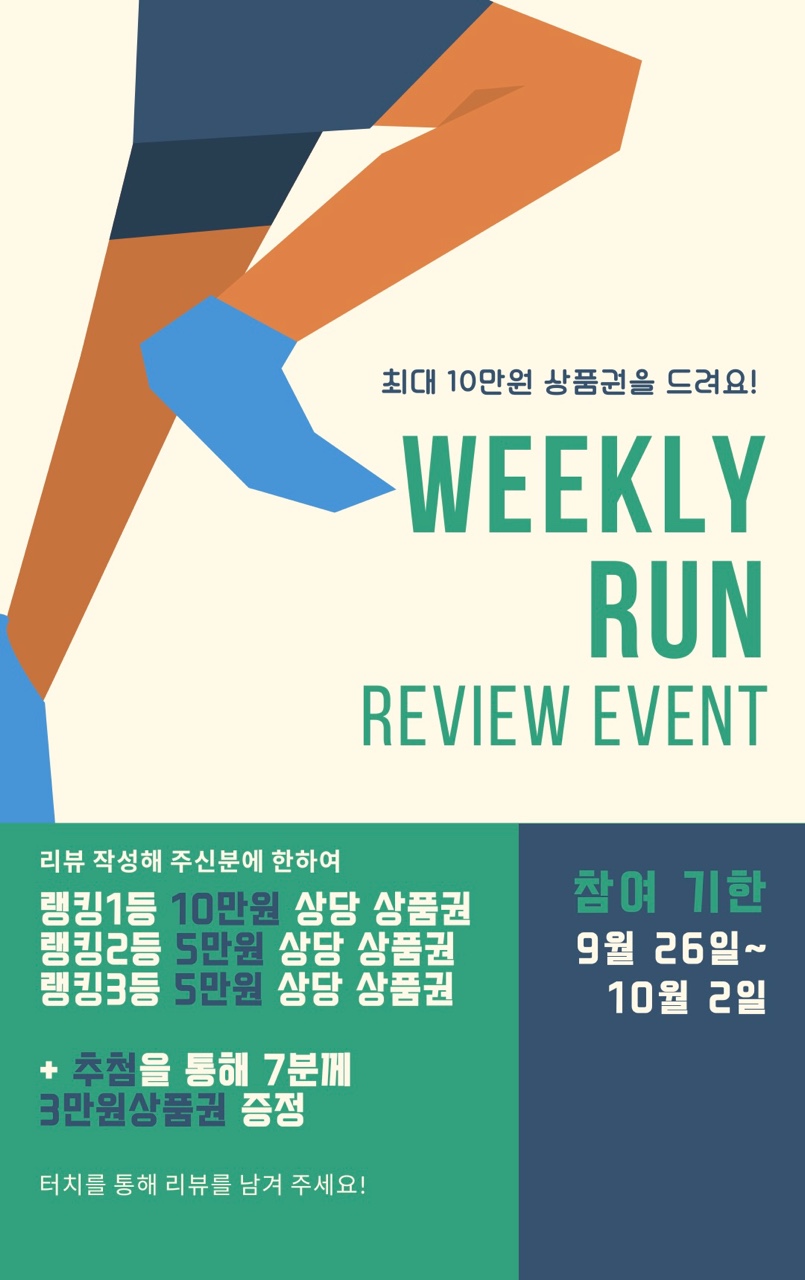 최대 10만원 상품권을 드려요!
WEEKLY
RUN
REVIEW EVENT
리뷰 작성해 주신분에 한하여
랭킹1등 10만원 상당 상품권
랭킹2등 5만원 상당 상품권
랭킹3등 5만원 상당 상품권
+ 추첨을 통해 7분께
3만원상품권 증정
터치를 통해 리뷰를 남겨 주세요!
참여 기한
9월 26일~
10월 2일